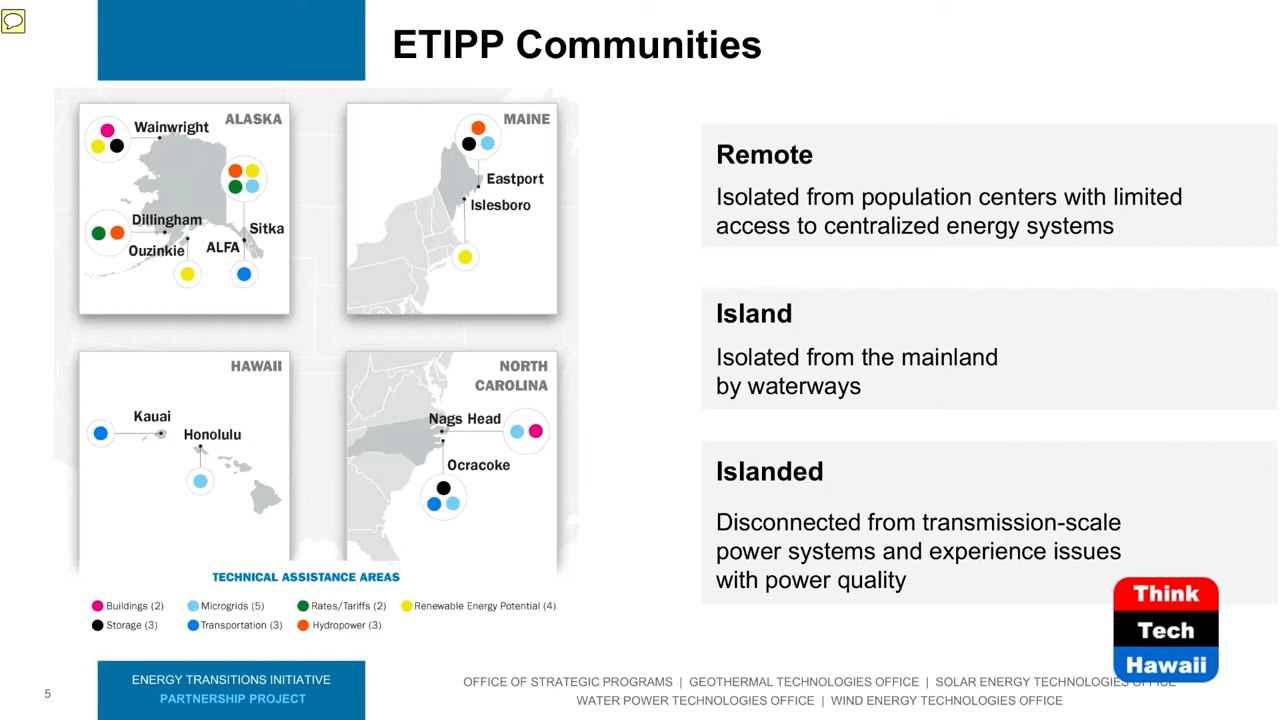 ETIPP Communities
ALASKA
Wainwright
Dillingham
Ouzinkie
ALFA
Sitka
MAINE
Eastport
Islesboro
HAWAII
Kauai
Honolulu
NORTH
CAROLINA
Nags Head
Ocracoke
TECHNICAL ASSISTANCE AREAS
Buildings (2)
Microgrids (5)
Rates/Tariffs (2)
Renewable Energy Potential (4)
Storage (3)
Transportation (3)
Hydropower (3)
Remote
Isolated from population centers with limited
access to centralized energy systems
Island
Isolated from the mainland
by waterways
Islanded
Disconnected from transmission-scale
power systems and experience issues
with power quality
Think
Tech
Hawaii
5
ENERGY TRANSITIONS INITIATIVE
PARTNERSHIP PROJECT
OFFICE OF STRATEGIC PROGRAMS | GEOTHERMAL TECHNOLOGIES OFFICE | SOLAR ENERGY TECHNOLOGIES OFFICE
WATER POWER TECHNOLOGIES OFFICE | WIND ENERGY TECHNOLOGIES OFFICE